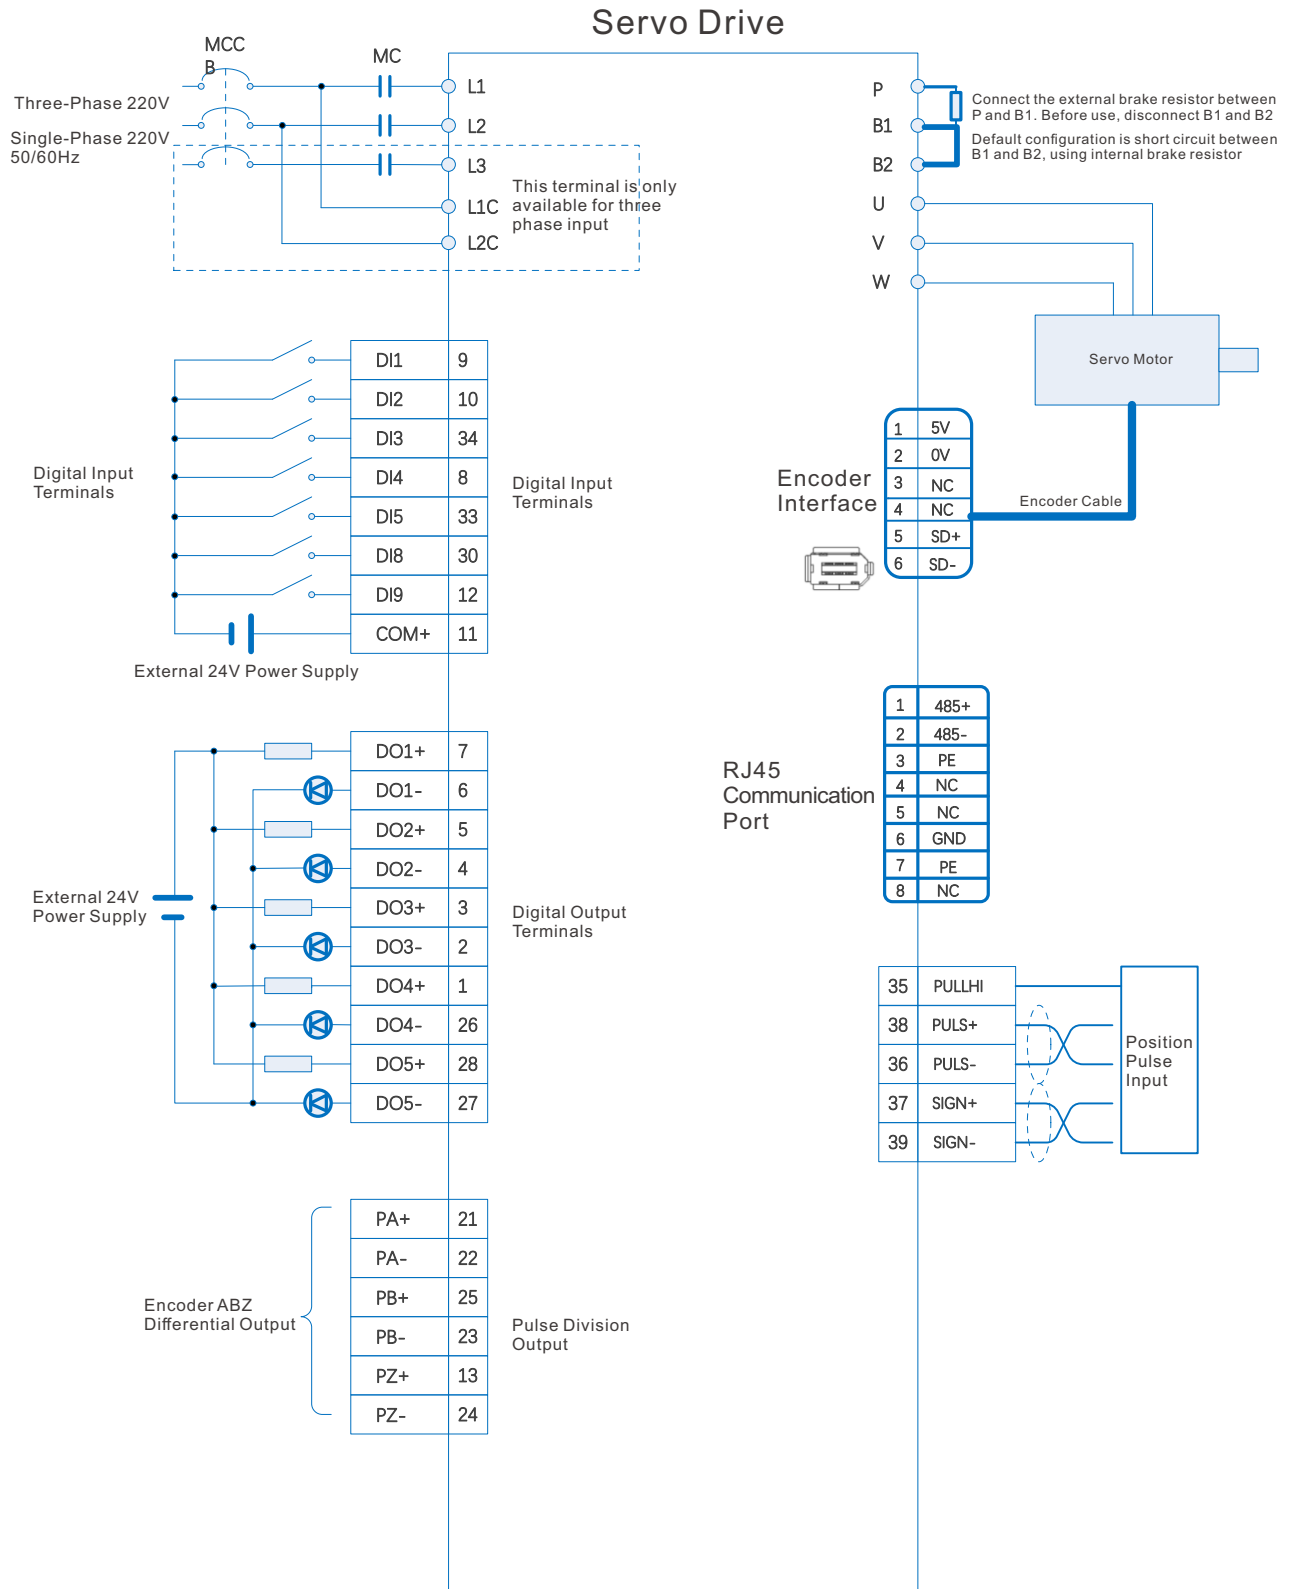 Servo Drive
MCC
B
MC
Three-Phase 220V
Single-Phase 220V
50/60Hz
L1
L2
L3
L1C
L2C
This terminal is only
available for three
phase input
P
B1
B2
U
V
W
Connect the external brake resistor between
P and B1. Before use, disconnect B1 and B2
Default configuration is short circuit between
B1 and B2, using internal brake resistor
Servo Motor
Digital Input
Terminals
DI1 9
DI2 10
DI3 34
DI4 8
DI5 33
DI8 30
DI9 12
COM+ 11
Digital Input
Terminals
External 24V Power Supply
Encoder
Interface
1 5V
2 0V
3 NC
4 NC
5 SD+
6 SD-
Encoder Cable
External 24V
Power Supply
DO1+ 7
DO1- 6
DO2+ 5
DO2- 4
DO3+ 3
DO3- 2
DO4+ 1
DO4- 26
DO5+ 28
DO5- 27
Digital Output
Terminals
RJ45
Communication
Port
1 485+
2 485-
3 PE
4 NC
5 NC
6 GND
7 PE
8 NC
35 PULLHI
38 PULS+
36 PULS-
37 SIGN+
39 SIGN-
Position
Pulse
Input
Encoder ABZ
Differential Output
PA+ 21
PA- 22
PB+ 25
PB- 23
PZ+ 13
PZ- 24
Pulse Division
Output